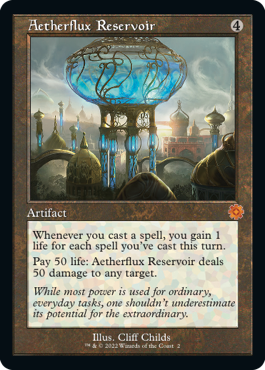 Aetherflux Reservoir 4
Artifact
Whenever you cast a spell, you gain 1
life for each spell you've cast this turn.
Pay 50 life: Aetherflux Reservoir deals
50 damage to any target.
While most power is used for ordinary,
everyday tasks, one shouldn't underestimate
its potential for the extraordinary.
Illus. Cliff Childs
™ & © 2022 Wizards of the Coast 2